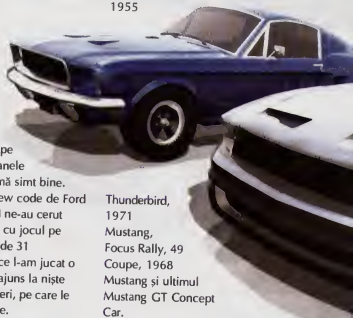 1955
pe
anele
nă simt bine.
ew code de Ford
l ne-au cerut
cu jocul pe
de 31
ce l-am jucat o
ajuns la niște
eri, pe care le
e.
Thunderbird,
1971
Mustang,
Focus Rally, 49
Coupe, 1968
Mustang și ultimul
Mustang GT Concept
Car.